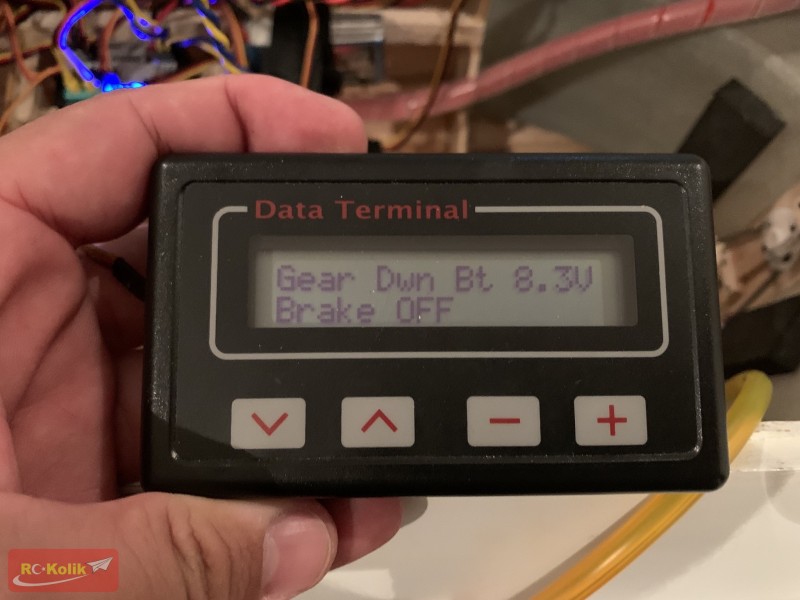 Data Terminal
Gear Dwn Bt 8.3V
Brake OFF
RC-Kolik